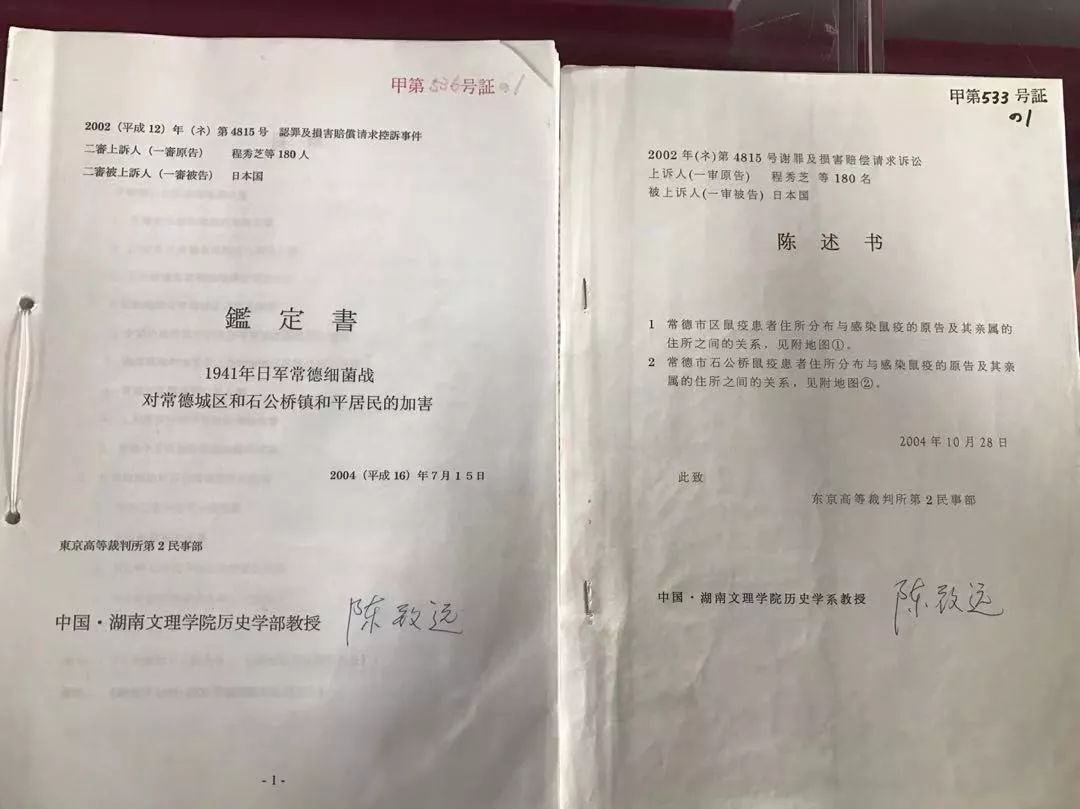 甲第536号証の1
2002（平成12）年（ネ）第4815号 認罪及損害賠償请求控訴事件
二審上訴人（一審原告） 程秀芝等180人
二審被上訴人（一審被告） 日本国
鑑定書
1941年日军常德细菌战
对常德城区和石公桥镇和平居民的加害
2004（平成16）年7月15日
東京高等裁判所第2民事部
中国・湖南文理学院历史学部教授 陈致远
-1-
甲第533号証
の1
2002年(ネ)第4815号谢罪及损害赔偿请求诉讼
上诉人(一审原告) 程秀芝 等180名
被上诉人(一审被告) 日本国
陈述书
1 常德市区鼠疫患者住所分布与感染鼠疫的原告及其亲属的
住所之间的关系，见附地图①。
2 常德市石公桥鼠疫患者住所分布与感染鼠疫的原告及其亲
属的住所之间的关系，见附地图②。
2004年10月28日
此致
东京高等裁判所第2民事部
中国・湖南文理学院历史学系教授 陈致远